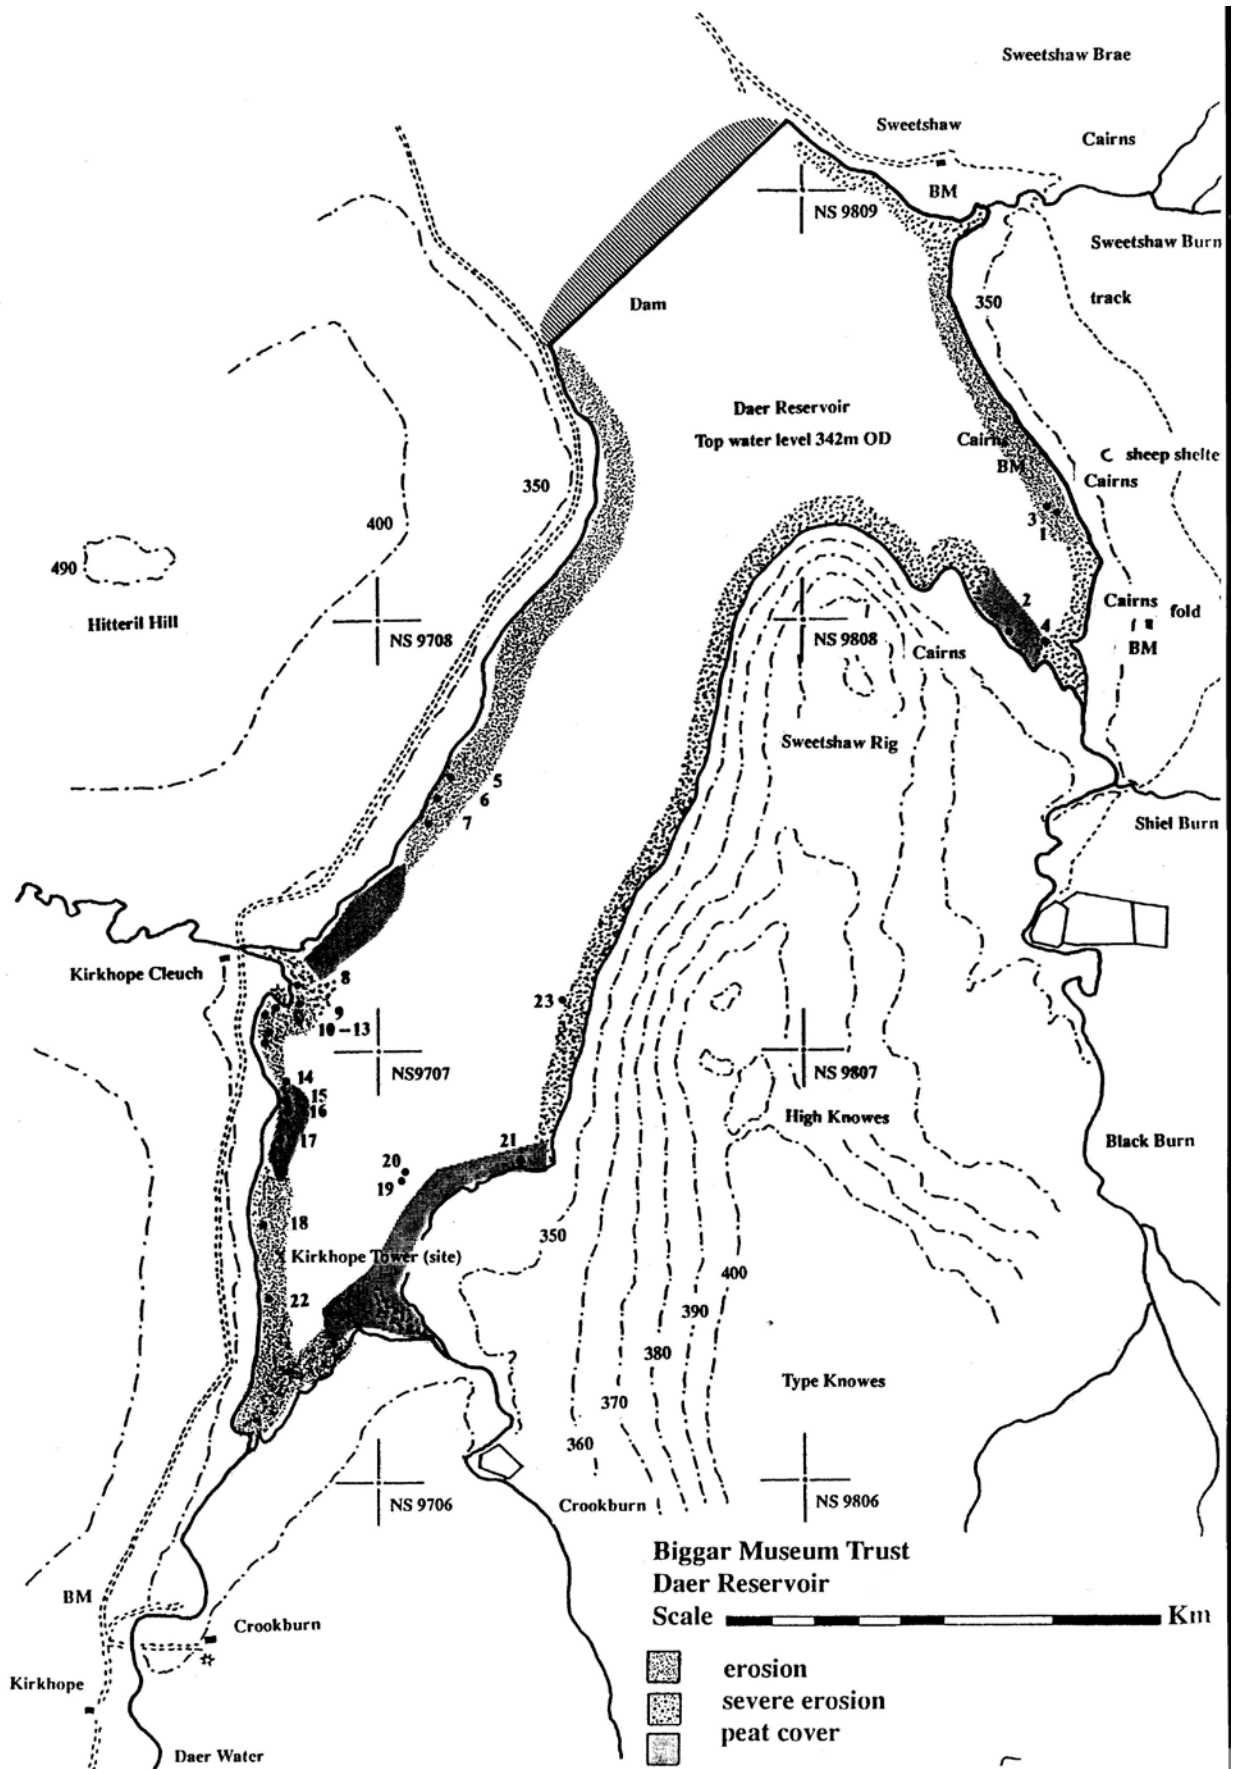 Sweetshaw Brae
Sweetshaw
Cairns
BM
NS 9809
Sweetshaw Burn
350
track
Dam
Daer Reservoir
Top water level 342m OD
Cairns
BM
sheep shelte
Cairns
350
400
3
1
490
Hitteril Hill
NS 9708
NS 9808
2
4
Cairns
fold
BM
Cairns
Sweetshaw Rig
5
6
7
Shiel Burn
Kirkhope Cleuch
8
9
10 – 13
23
NS9707
NS 9807
14
15
16
17
High Knowes
Black Burn
21
20
19
18
350
Kirkhope Tower (site)
400
22
390
380
370
360
Type Knowes
NS 9706
Crookburn
NS 9806
Biggar Museum Trust
Daer Reservoir
Scale
Km
BM
Crookburn
Kirkhope
Daer Water
erosion
severe erosion
peat cover